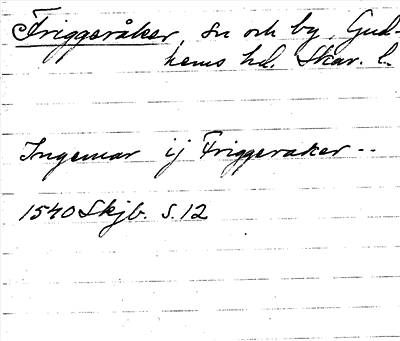 Friggeråker, sn och by, Gud-
hems hd. Skar. l.
Ingemar ij Friggeraker --
1540 Skjb. S. 12